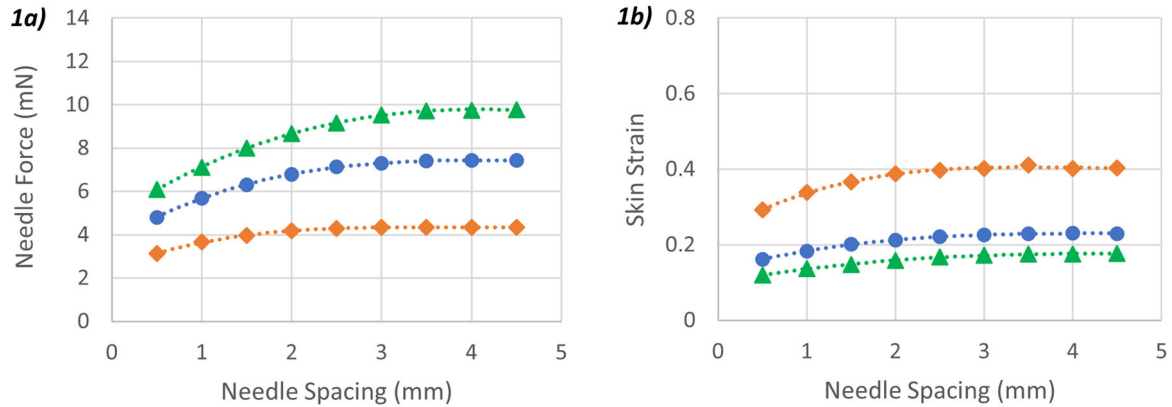 1a)
Needle Force (mN)
14
12
10
8
6
4
2
0
0 1 2 3 4 5
Needle Spacing (mm)
1b)
Skin Strain
0.8
0.6
0.4
0.2
0
0 1 2 3 4 5
Needle Spacing (mm)